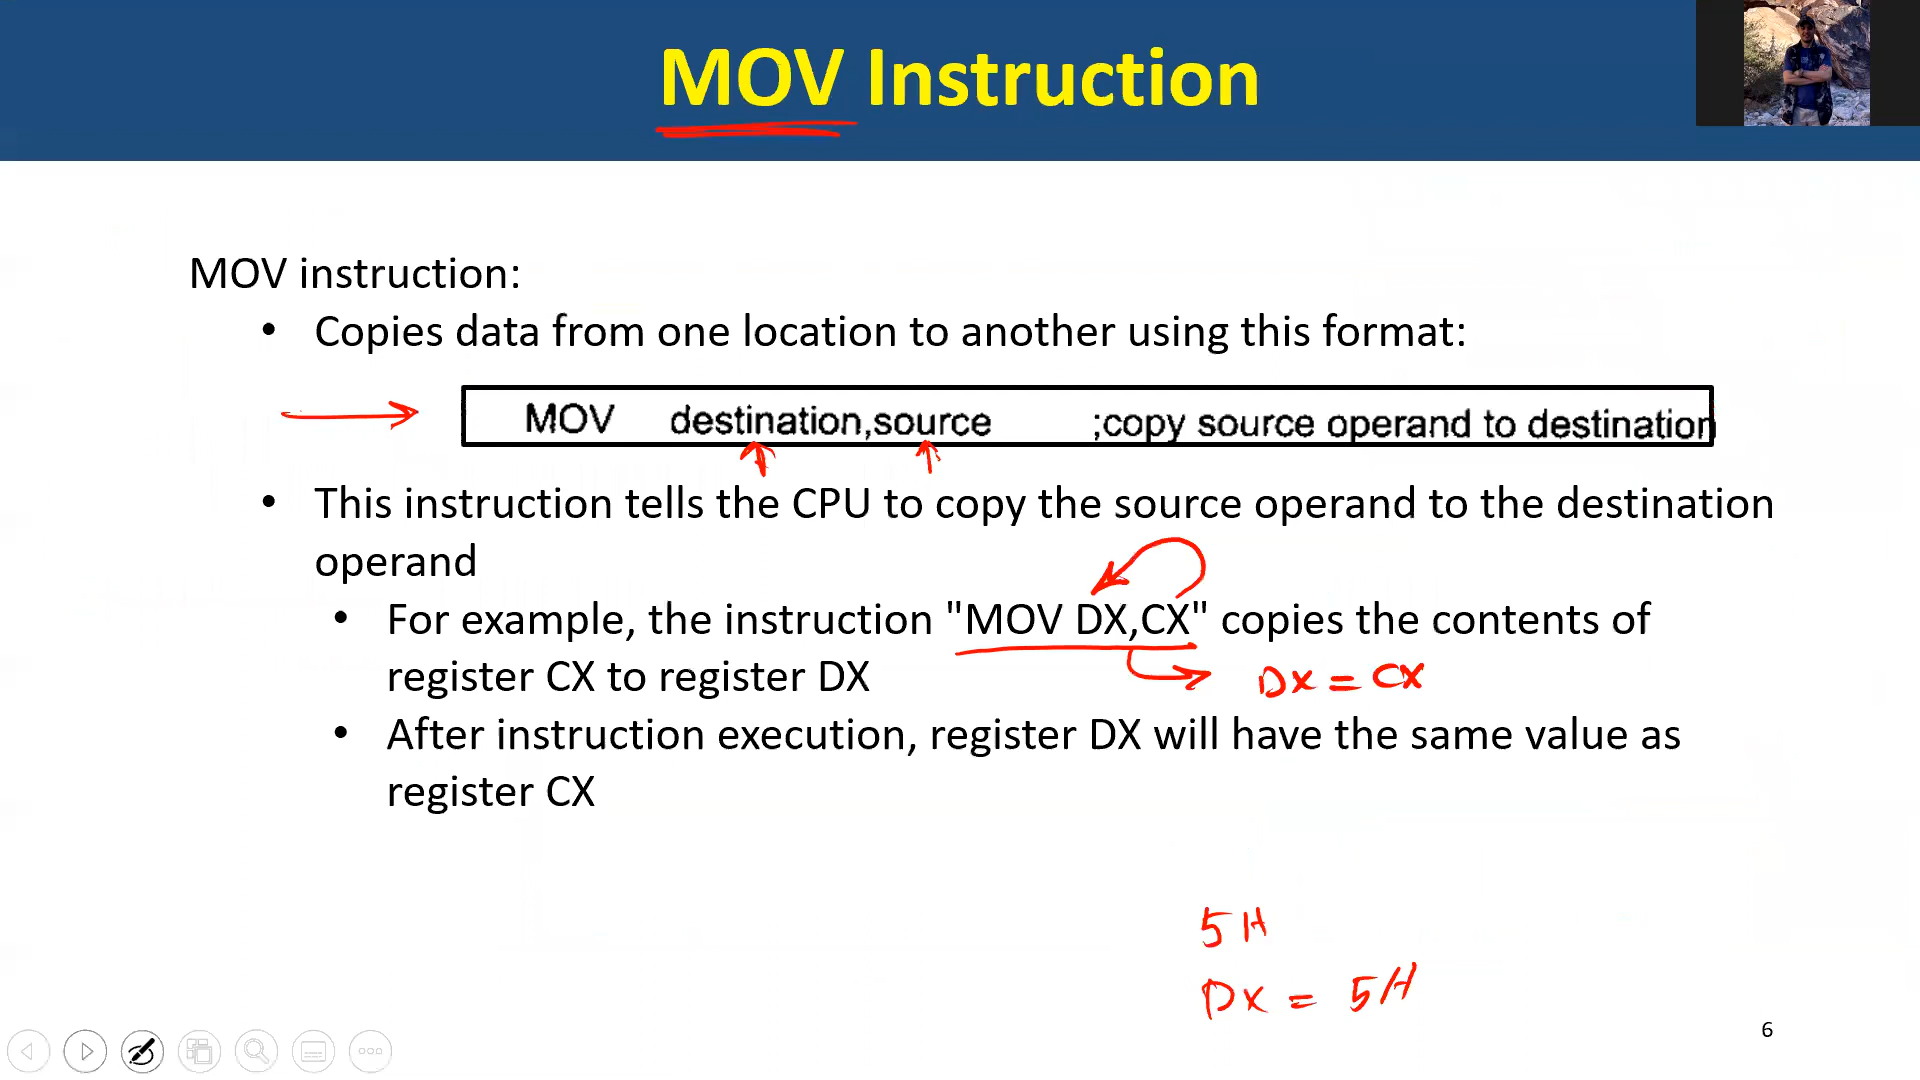 MOV Instruction
MOV instruction:
• Copies data from one location to another using this format:
MOV destination,source ;copy source operand to destination
• This instruction tells the CPU to copy the source operand to the destination
operand
• For example, the instruction "MOV DX,CX" copies the contents of
register CX to register DX
DX = CX
• After instruction execution, register DX will have the same value as
register CX
5H
DX = 5H
6